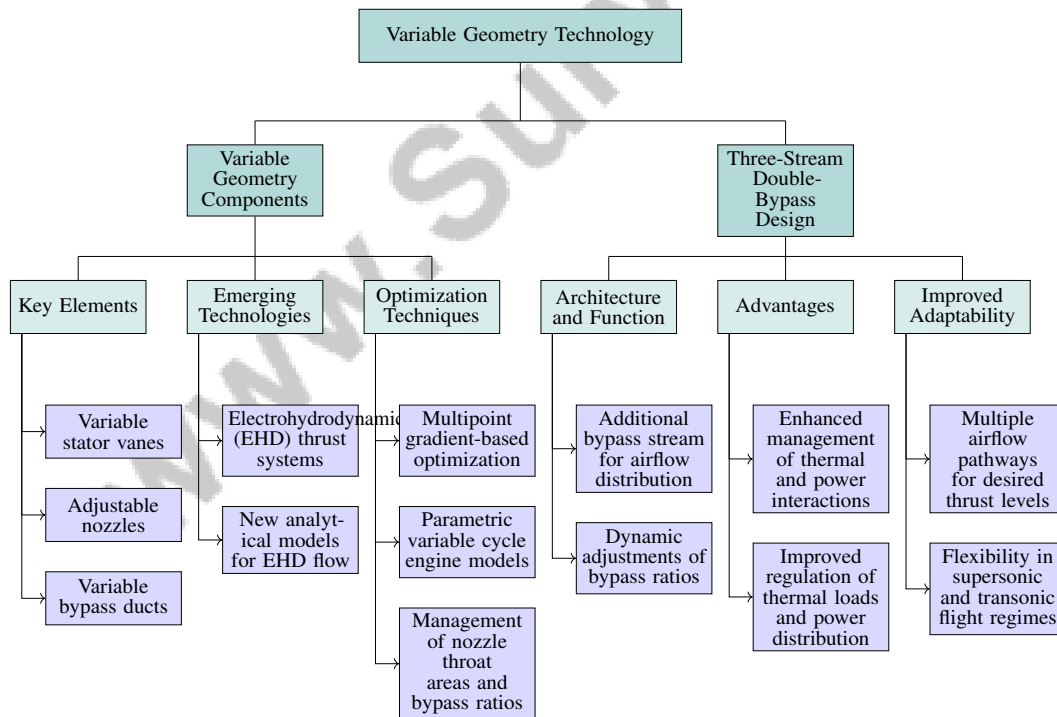 Variable Geometry Technology
Variable
Geometry
Components
Three-Stream
Double-
Bypass
Design
Key Elements
Emerging
Technologies
Optimization
Techniques
Architecture
and Function
Advantages
Improved
Adaptability
Variable
stator vanes
Adjustable
nozzles
Variable
bypass ducts
Electrohydrodynamic
(EHD) thrust
systems
New analyt-
ical models
for EHD flow
Multipoint
gradient-based
optimization
Parametric
variable cycle
engine models
Management
of nozzle
throat
areas and
bypass ratios
Additional
bypass stream
for airflow
distribution
Dynamic
adjustments of
bypass ratios
Enhanced
management
of thermal
and power
interactions
Improved
regulation of
thermal loads
and power
distribution
Multiple
airflow
pathways
for desired
thrust levels
Flexibility in
supersonic
and transonic
flight regimes